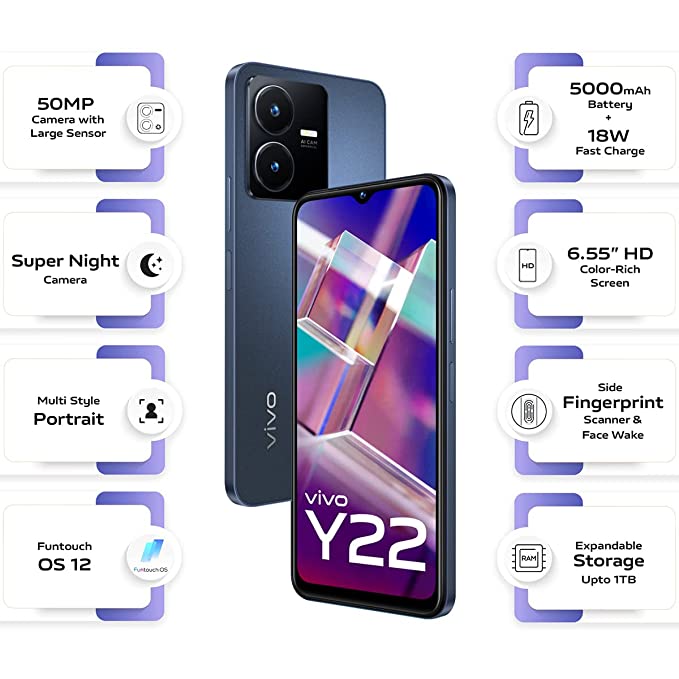 50MP
Camera with
Large Sensor
Super Night
Camera
Multi Style
Portrait
Funtouch
OS 12
Funtouch OS
AI CAM
vivo
vivo
Y22
5000mAh
Battery
+
18W
Fast Charge
HD
6.55” HD
Color-Rich
Screen
Side
Fingerprint
Scanner &
Face Wake
RAM
Expandable
Storage
Upto 1TB